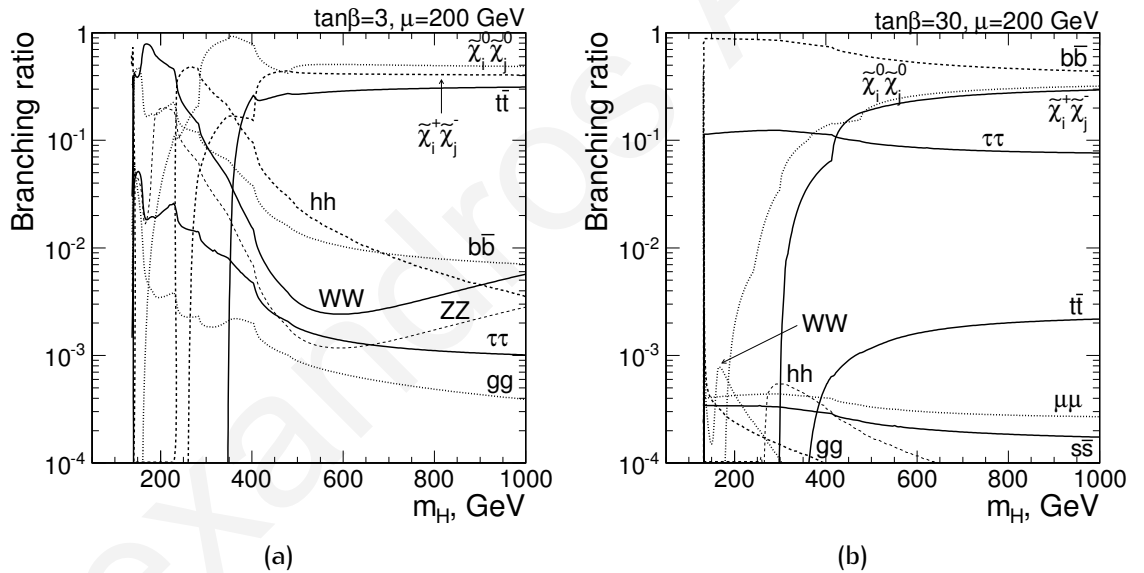 tanβ=3, μ=200 GeV
Branching ratio
1
10⁻¹
10⁻²
10⁻³
10⁻⁴
χ̃ᵢ⁰χ̃ⱼ⁰
tt̄
χ̃ᵢ⁺χ̃ⱼ⁻
hh
bb̄
WW
ZZ
ττ
gg
200 400 600 800 1000
m_H, GeV
(a)
tanβ=30, μ=200 GeV
Branching ratio
1
10⁻¹
10⁻²
10⁻³
10⁻⁴
bb̄
χ̃ᵢ⁰χ̃ⱼ⁰
χ̃ᵢ⁺χ̃ⱼ⁻
ττ
tt̄
WW
hh
μμ
gg
ss̄
200 400 600 800 1000
m_H, GeV
(b)
exandros A